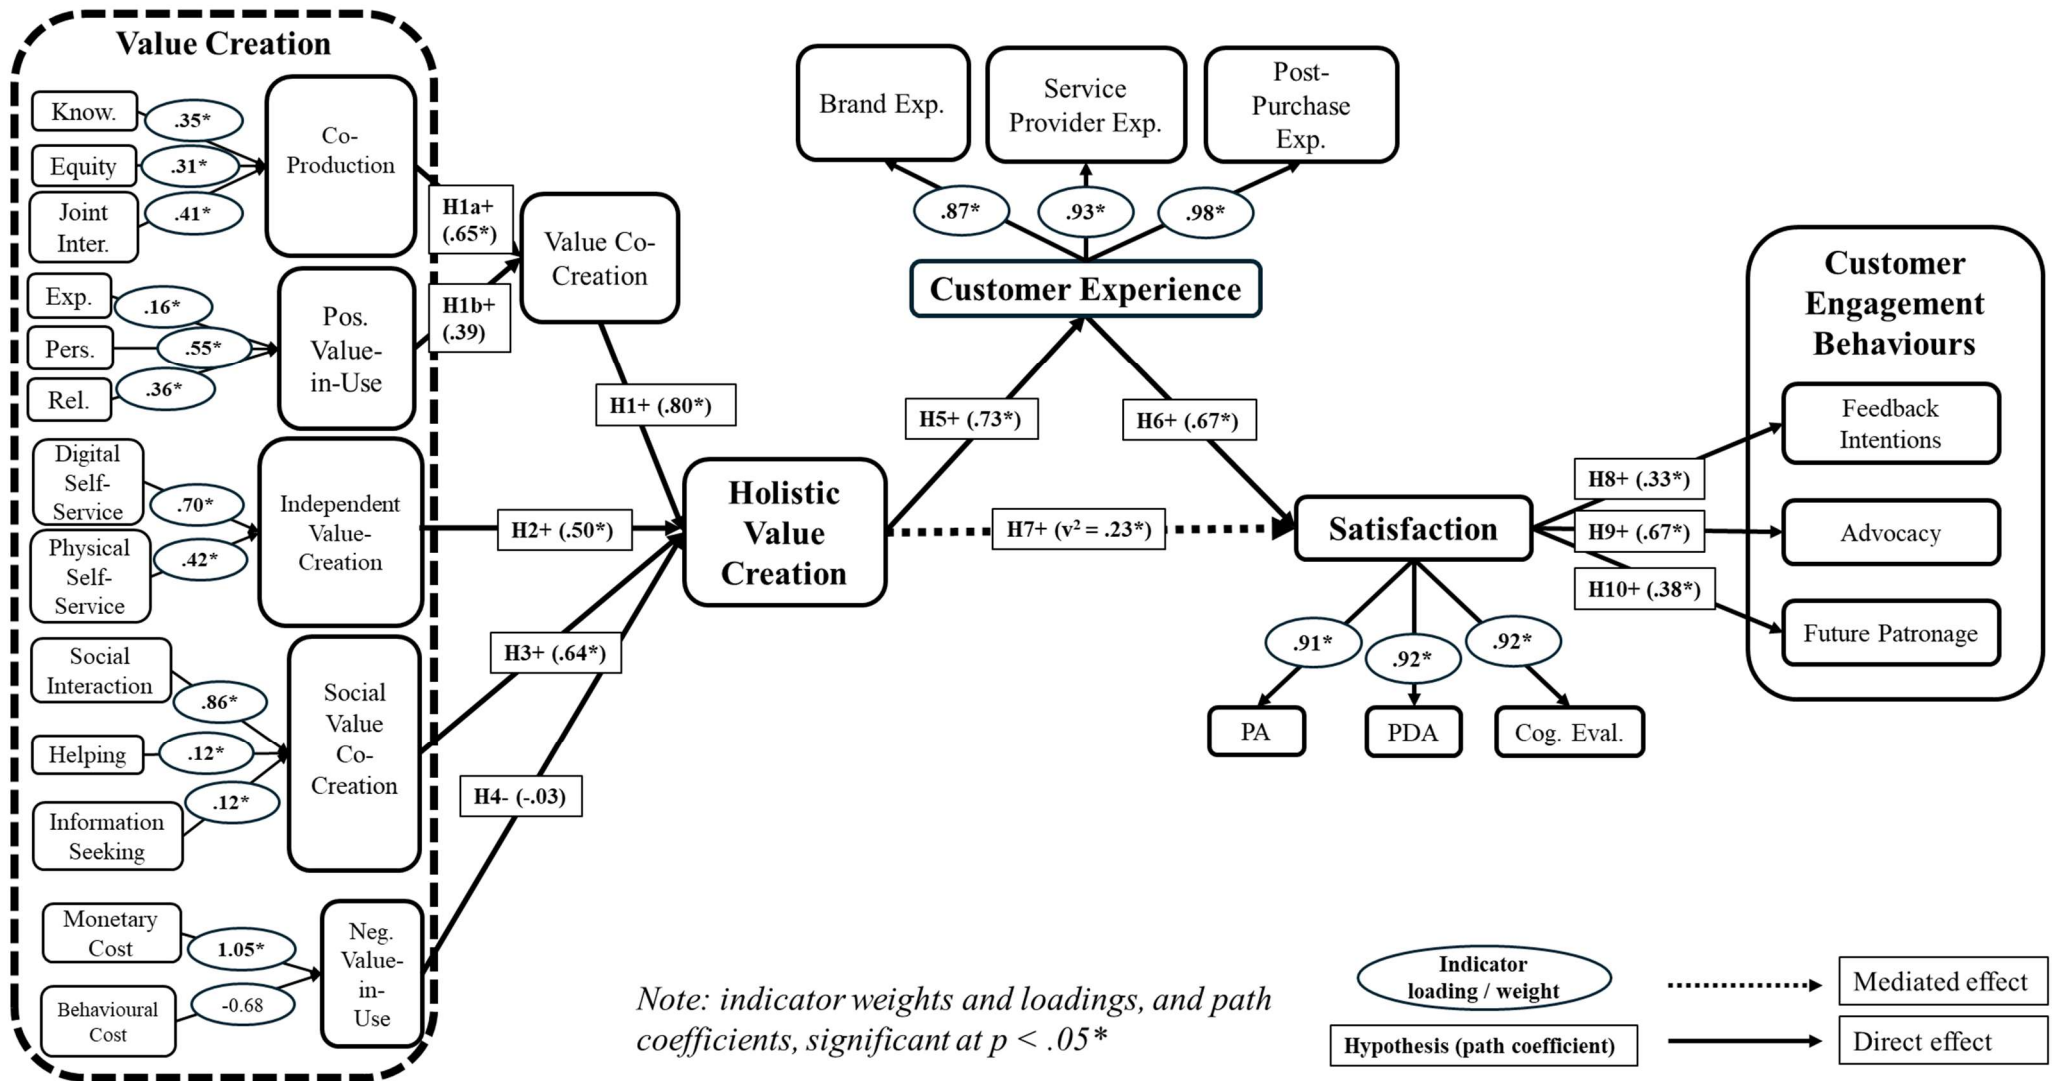 Value Creation
Know.
.35*
Equity
.31*
Joint
Inter.
.41*
Co-
Production
Exp.
.16*
Pers.
.55*
Rel.
.36*
Pos.
Value-
in-Use
Digital
Self-
Service
.70*
Physical
Self-
Service
.42*
Independent
Value-
Creation
Social
Interaction
.86*
Helping
.12*
Information
Seeking
.12*
Social
Value
Co-
Creation
Monetary
Cost
1.05*
Behavioural
Cost
-0.68
Neg.
Value-
in-
Use
H1a+
(.65*)
H1b+
(.39)
Value Co-
Creation
H1+ (.80*)
H2+ (.50*)
H3+ (.64*)
H4- (-.03)
Holistic
Value
Creation
Brand Exp.
Service
Provider Exp.
Post-
Purchase
Exp.
.87*
.93*
.98*
Customer Experience
H5+ (.73*)
H6+ (.67*)
H7+ (v² = .23*)
Satisfaction
.91*
.92*
.92*
PA
PDA
Cog. Eval.
H8+ (.33*)
H9+ (.67*)
H10+ (.38*)
Customer
Engagement
Behaviours
Feedback
Intentions
Advocacy
Future Patronage
Note: indicator weights and loadings, and path
coefficients, significant at p < .05*
Indicator
loading / weight
Hypothesis (path coefficient)
Mediated effect
Direct effect